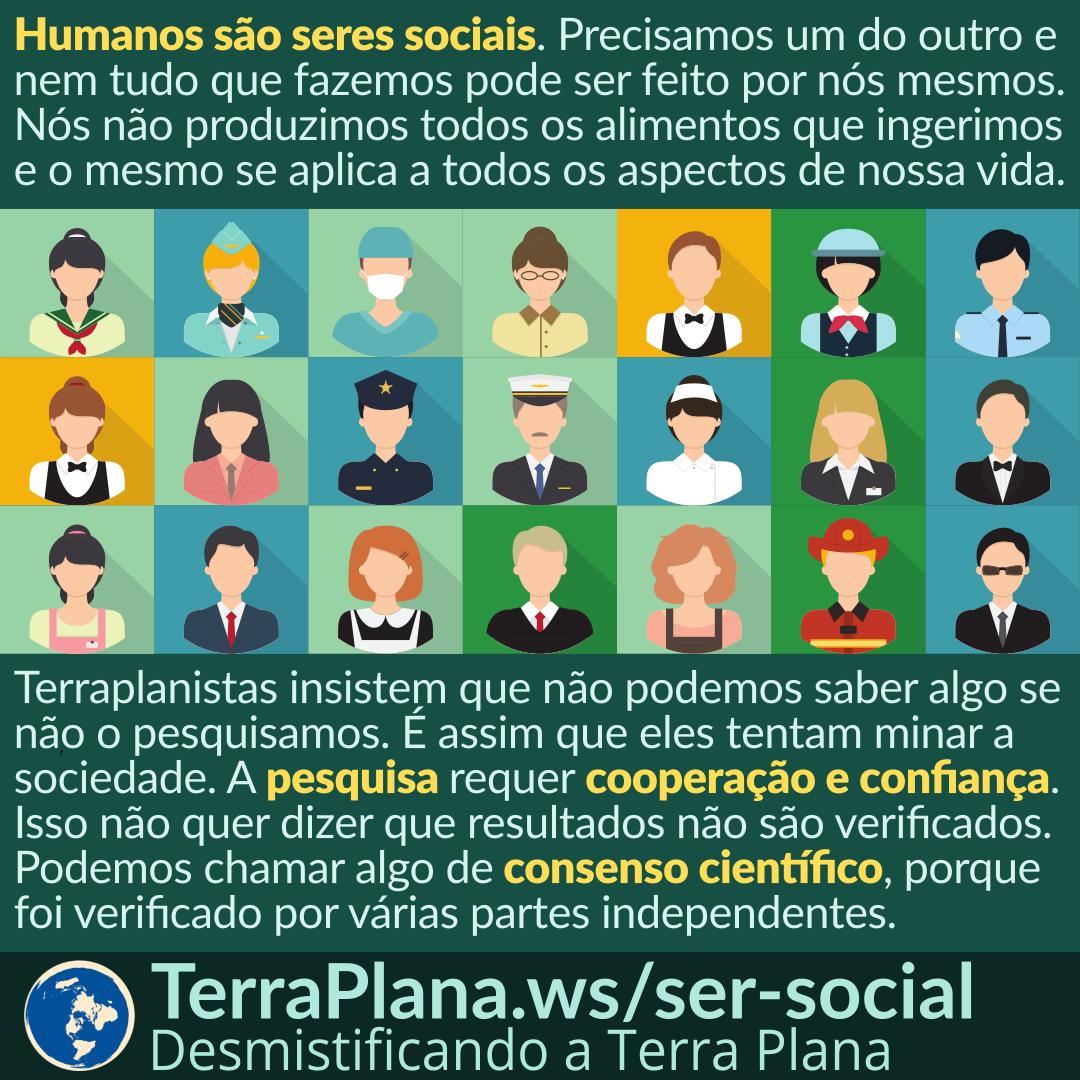 Humanos são seres sociais. Precisamos um do outro e
nem tudo que fazemos pode ser feito por nós mesmos.
Nós não produzimos todos os alimentos que ingerimos
e o mesmo se aplica a todos os aspectos de nossa vida.
Terraplanistas insistem que não podemos saber algo se
não o pesquisamos. É assim que eles tentam minar a
sociedade. A pesquisa requer cooperação e confiança.
Isso não quer dizer que resultados não são verificados.
Podemos chamar algo de consenso científico, porque
foi verificado por várias partes independentes.
TerraPlana.ws/ser-social
Desmistificando a Terra Plana